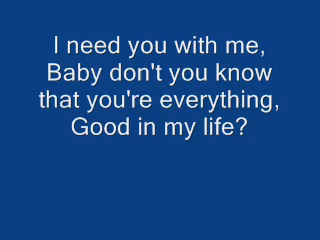 I need you with me,
Baby don't you know
that you're everything,
Good in my life?